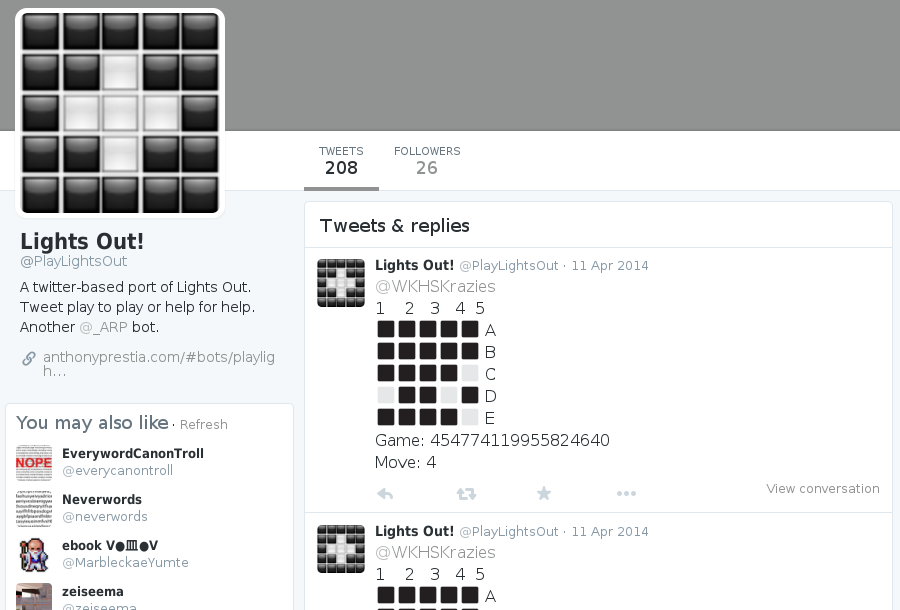 TWEETS
208
FOLLOWERS
26
Lights Out!
@PlayLightsOut
A twitter-based port of Lights Out.
Tweet play to play or help for help.
Another @_ARP bot.
anthonyprestia.com/#bots/playlig
h...
You may also like · Refresh
NOPE
EverywordCanonTroll
@everycanontroll
Neverwords
@neverwords
ebook V●皿●V
@MarbleckaeYumte
zeiseema
@zeiseema
Tweets & replies
Lights Out! @PlayLightsOut · 11 Apr 2014
@WKHSKrazies
1 2 3 4 5
A
B
C
D
E
Game: 454774119955824640
Move: 4
View conversation
Lights Out! @PlayLightsOut · 11 Apr 2014
@WKHSKrazies
1 2 3 4 5
A